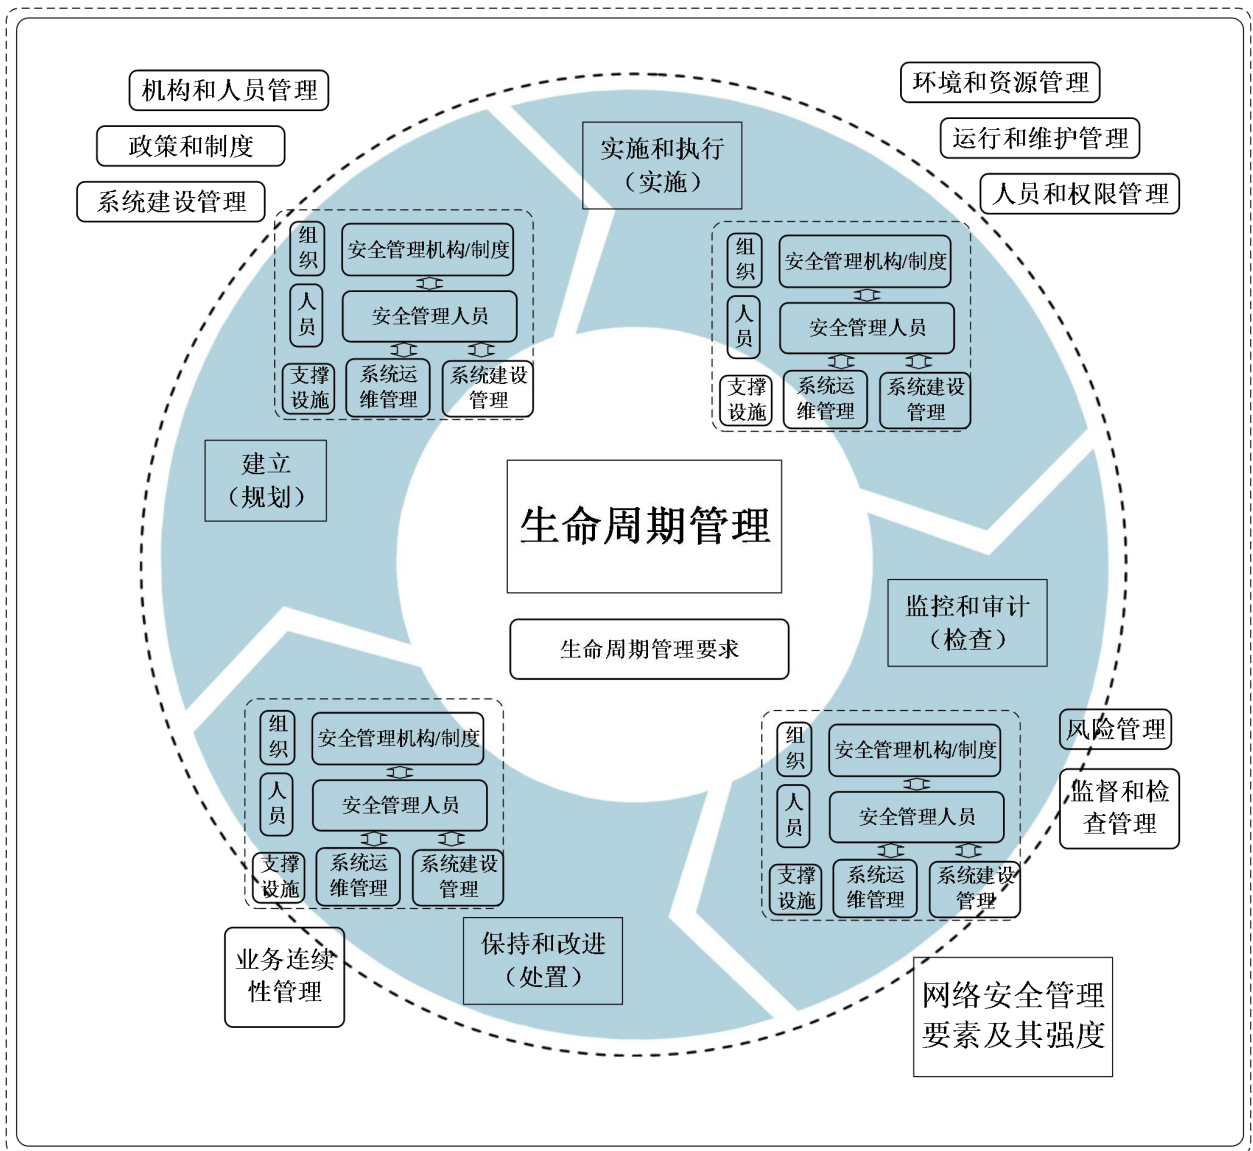 机构和人员管理
政策和制度
系统建设管理
环境和资源管理
运行和维护管理
人员和权限管理
实施和执行
（实施）
组
织
安全管理机构/制度
人
员
安全管理人员
支撑
设施
系统运
维管理
系统建设
管理
组
织
安全管理机构/制度
人
员
安全管理人员
支撑
设施
系统运
维管理
系统建设
管理
建立
（规划）
生命周期管理
生命周期管理要求
监控和审计
（检查）
组
织
安全管理机构/制度
人
员
安全管理人员
支撑
设施
系统运
维管理
系统建设
管理
组
织
安全管理机构/制度
人
员
安全管理人员
支撑
设施
系统运
维管理
系统建设
管理
风险管理
监督和检
查管理
业务连续
性管理
保持和改进
（处置）
网络安全管理
要素及其强度